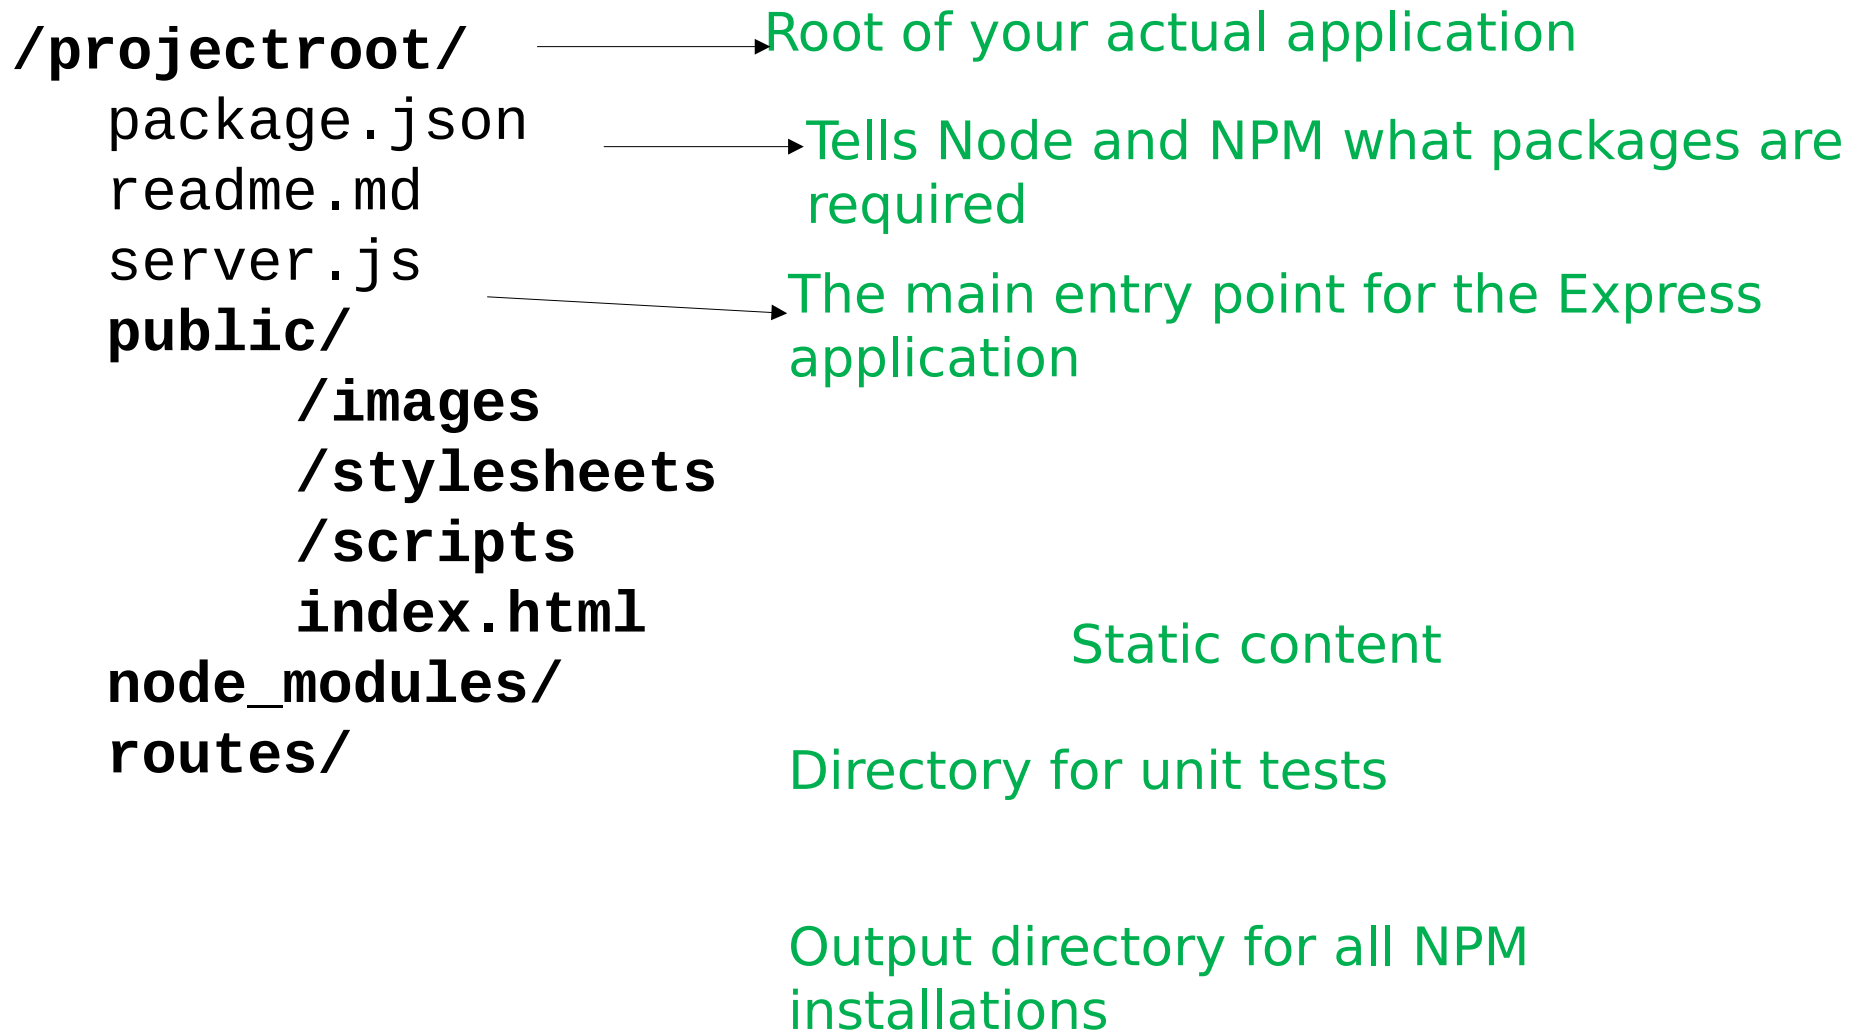 /projectroot/
package.json
readme.md
server.js
public/
/images
/stylesheets
/scripts
index.html
node_modules/
routes/
Root of your actual application
Tells Node and NPM what packages are
required
The main entry point for the Express
application
Static content
Directory for unit tests
Output directory for all NPM
installations